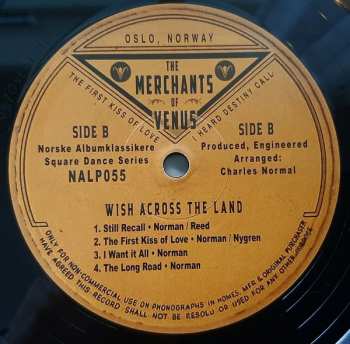 OSLO, NORWAY
THE FIRST KISS OF LOVE
I HEARD DESTINY CALL
THE
MERCHANTS
OF
VENUS
SIDE B
Norske Albumklassikere
Square Dance Series
NALP055
SIDE B
Produced, Engineered
Arranged:
Charles Normal
WISH ACROSS THE LAND
1. Still Recall • Norman / Reed
2. The First Kiss of Love • Norman / Nygren
3. I Want it All • Norman
4. The Long Road • Norman
ONLY FOR NON-COMMERCIAL USE ON PHONOGRAPHS IN HOMES. MFR. & ORIGINAL PURCHASER
HAVE AGREED THIS RECORD SHALL NOT BE RESOLD OR USED FOR ANY OTHER PURPOSE